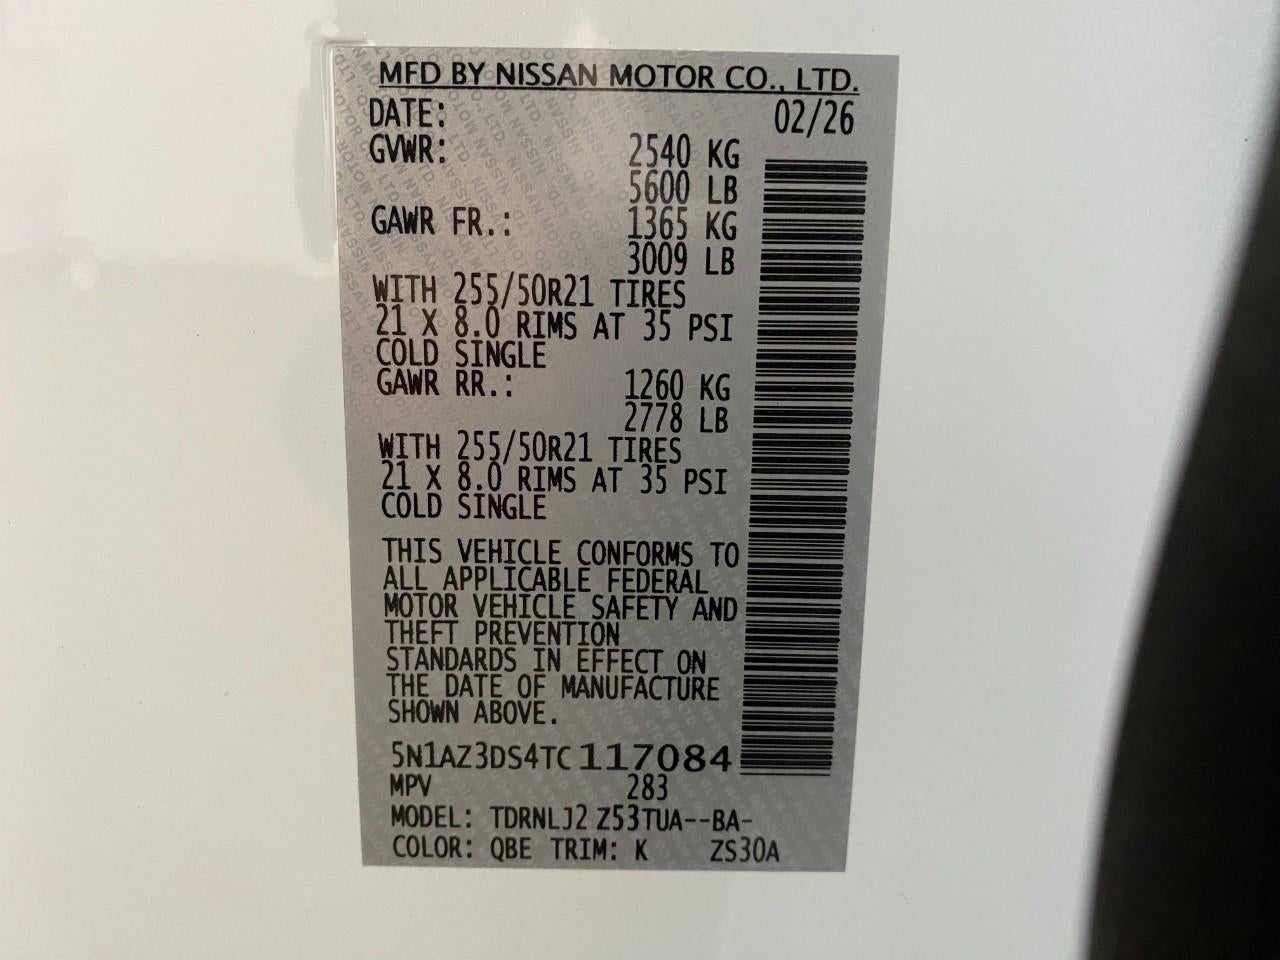 MFD BY NISSAN MOTOR CO., LTD.
DATE: 02/26
GVWR: 2540 KG
5600 LB
GAWR FR.: 1365 KG
3009 LB
WITH 255/50R21 TIRES
21 X 8.0 RIMS AT 35 PSI
COLD SINGLE
GAWR RR.: 1260 KG
2778 LB
WITH 255/50R21 TIRES
21 X 8.0 RIMS AT 35 PSI
COLD SINGLE
THIS VEHICLE CONFORMS TO
ALL APPLICABLE FEDERAL
MOTOR VEHICLE SAFETY AND
THEFT PREVENTION
STANDARDS IN EFFECT ON
THE DATE OF MANUFACTURE
SHOWN ABOVE.
5N1AZ3DS4TC117084
MPV 283
MODEL: TDRNLJ2 Z53TUA--BA-
COLOR: QBE TRIM: K ZS30A